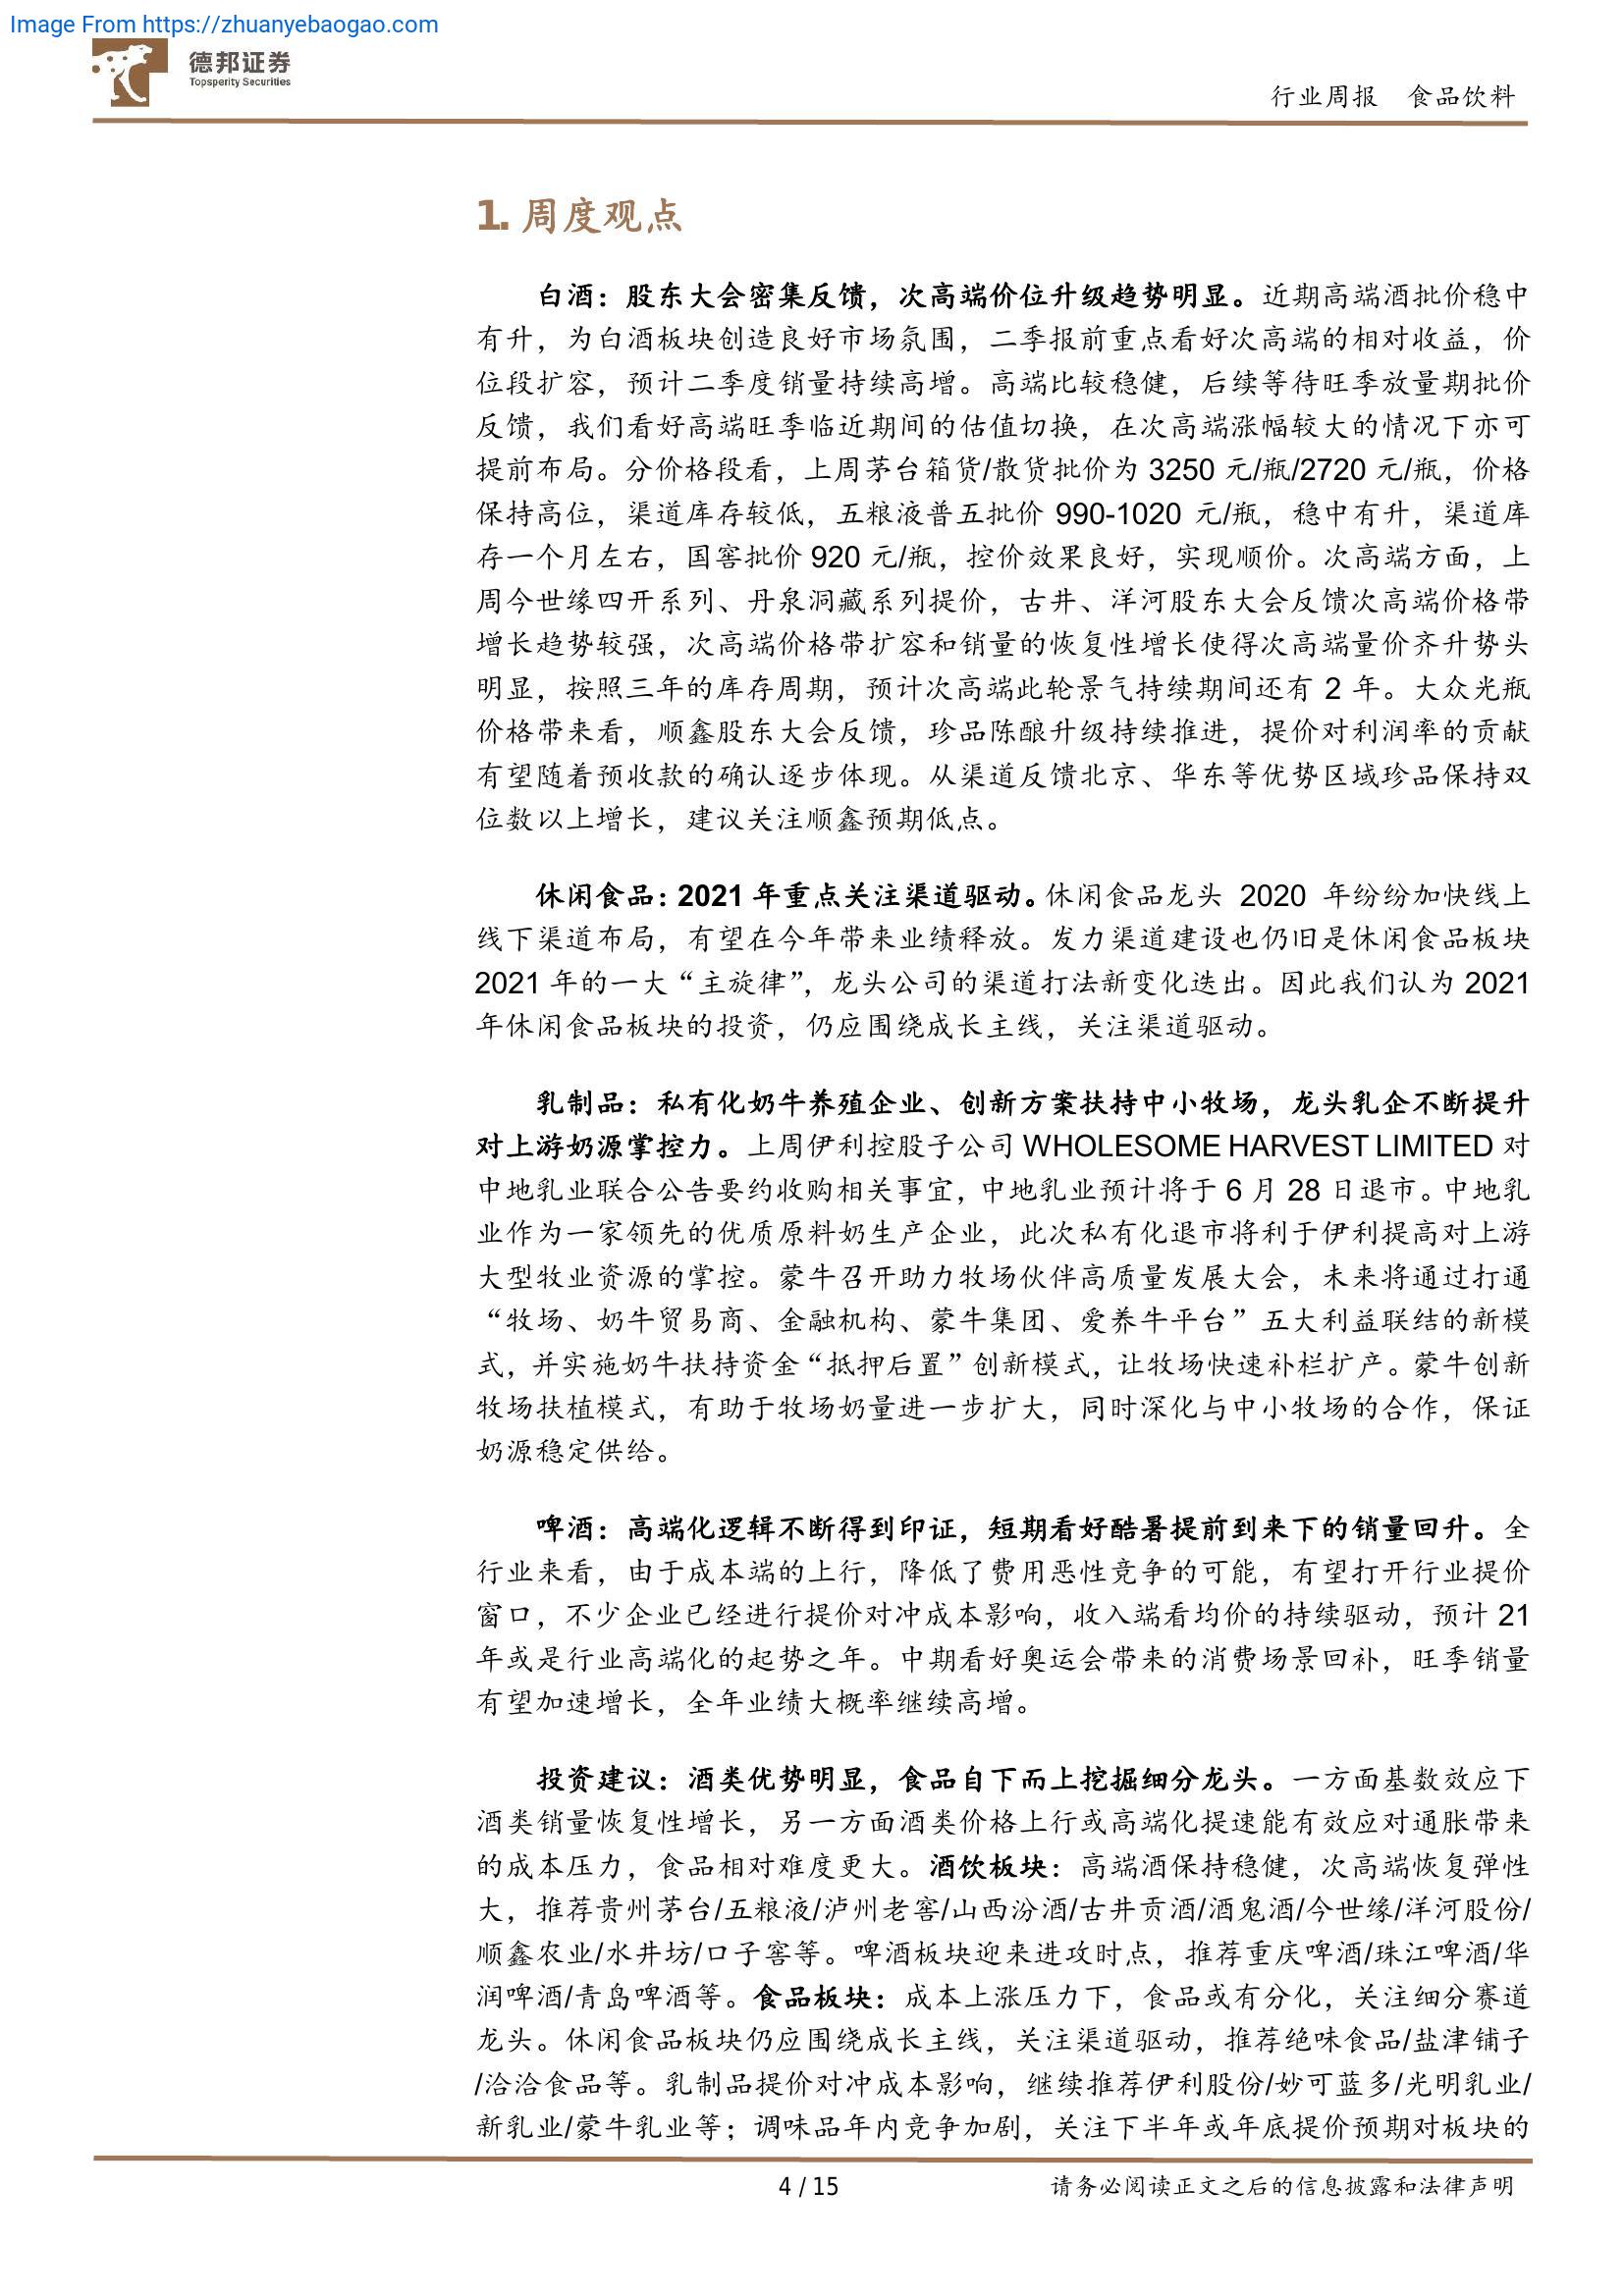 Image From https://zhuanyebaogao.com
德邦证券
Topsperity Securities
行业周报 食品饮料
1. 周度观点
白酒：股东大会密集反馈，次高端价位升级趋势明显。近期高端酒批价稳中
有升，为白酒板块创造良好市场氛围，二季报前重点看好次高端的相对收益，价
位段扩容，预计二季度销量持续高增。高端比较稳健，后续等待旺季放量期批价
反馈，我们看好高端旺季临近期间的估值切换，在次高端涨幅较大的情况下亦可
提前布局。分价格段看，上周茅台箱货/散货批价为 3250 元/瓶/2720 元/瓶，价格
保持高位，渠道库存较低，五粮液普五批价 990-1020 元/瓶，稳中有升，渠道库
存一个月左右，国窖批价 920 元/瓶，控价效果良好，实现顺价。次高端方面，上
周今世缘四开系列、丹泉洞藏系列提价，古井、洋河股东大会反馈次高端价格带
增长趋势较强，次高端价格带扩容和销量的恢复性增长使得次高端量价齐升势头
明显，按照三年的库存周期，预计次高端此轮景气持续期间还有 2 年。大众光瓶
价格带来看，顺鑫股东大会反馈，珍品陈酿升级持续推进，提价对利润率的贡献
有望随着预收款的确认逐步体现。从渠道反馈北京、华东等优势区域珍品保持双
位数以上增长，建议关注顺鑫预期低点。
休闲食品：2021 年重点关注渠道驱动。休闲食品龙头 2020 年纷纷加快线上
线下渠道布局，有望在今年带来业绩释放。发力渠道建设也仍旧是休闲食品板块
2021 年的一大“主旋律”，龙头公司的渠道打法新变化迭出。因此我们认为 2021
年休闲食品板块的投资，仍应围绕成长主线，关注渠道驱动。
乳制品：私有化奶牛养殖企业、创新方案扶持中小牧场，龙头乳企不断提升
对上游奶源掌控力。上周伊利控股子公司 WHOLESOME HARVEST LIMITED 对
中地乳业联合公告要约收购相关事宜，中地乳业预计将于 6 月 28 日退市。中地乳
业作为一家领先的优质原料奶生产企业，此次私有化退市将利于伊利提高对上游
大型牧业资源的掌控。蒙牛召开助力牧场伙伴高质量发展大会，未来将通过打通
“牧场、奶牛贸易商、金融机构、蒙牛集团、爱养牛平台”五大利益联结的新模
式，并实施奶牛扶持资金“抵押后置”创新模式，让牧场快速补栏扩产。蒙牛创新
牧场扶植模式，有助于牧场奶量进一步扩大，同时深化与中小牧场的合作，保证
奶源稳定供给。
啤酒：高端化逻辑不断得到印证，短期看好酷暑提前到来下的销量回升。全
行业来看，由于成本端的上行，降低了费用恶性竞争的可能，有望打开行业提价
窗口，不少企业已经进行提价对冲成本影响，收入端看均价的持续驱动，预计 21
年或是行业高端化的起势之年。中期看好奥运会带来的消费场景回补，旺季销量
有望加速增长，全年业绩大概率继续高增。
投资建议：酒类优势明显，食品自下而上挖掘细分龙头。一方面基数效应下
酒类销量恢复性增长，另一方面酒类价格上行或高端化提速能有效应对通胀带来
的成本压力，食品相对难度更大。酒饮板块：高端酒保持稳健，次高端恢复弹性
大，推荐贵州茅台/五粮液/泸州老窖/山西汾酒/古井贡酒/酒鬼酒/今世缘/洋河股份/
顺鑫农业/水井坊/口子窖等。啤酒板块迎来进攻时点，推荐重庆啤酒/珠江啤酒/华
润啤酒/青岛啤酒等。食品板块：成本上涨压力下，食品或有分化，关注细分赛道
龙头。休闲食品板块仍应围绕成长主线，关注渠道驱动，推荐绝味食品/盐津铺子
/洽洽食品等。乳制品提价对冲成本影响，继续推荐伊利股份/妙可蓝多/光明乳业/
新乳业/蒙牛乳业等；调味品年内竞争加剧，关注下半年或年底提价预期对板块的
4 / 15
请务必阅读正文之后的信息披露和法律声明